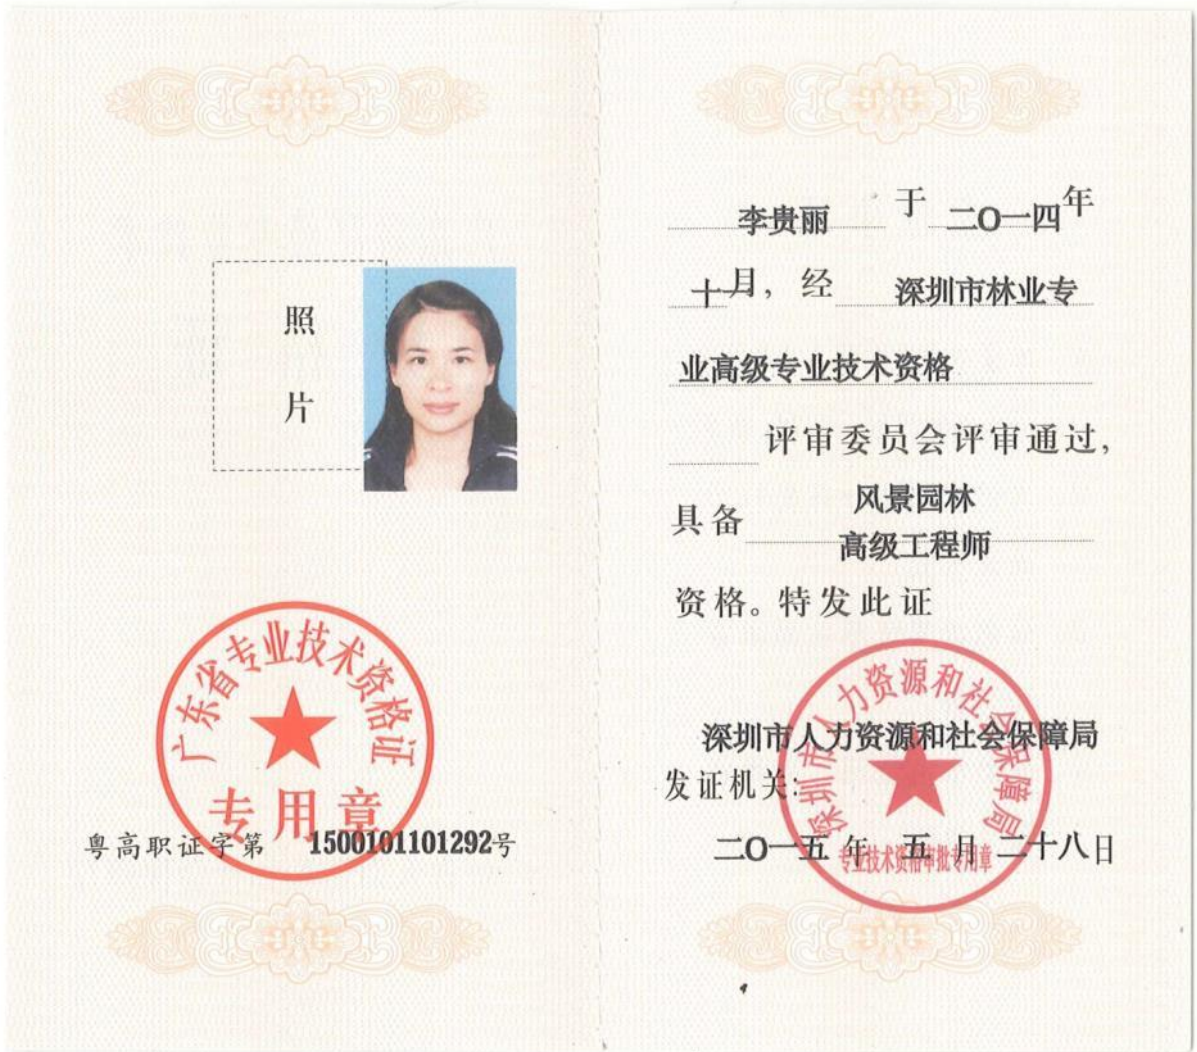 照
片
广东省专业技术资格证
专用章
粤高职证字第 1500101101292号
李贵丽 于 二〇一四年
十月，经 深圳市林业专
业高级专业技术资格
评审委员会评审通过，
具备 风景园林
高级工程师
资格。特发此证
深圳市人力资源和社会保障局
深圳市人力资源和社会保障局
发证机关：
二〇一五年 五月 二十八日
专业技术资格审批专用章